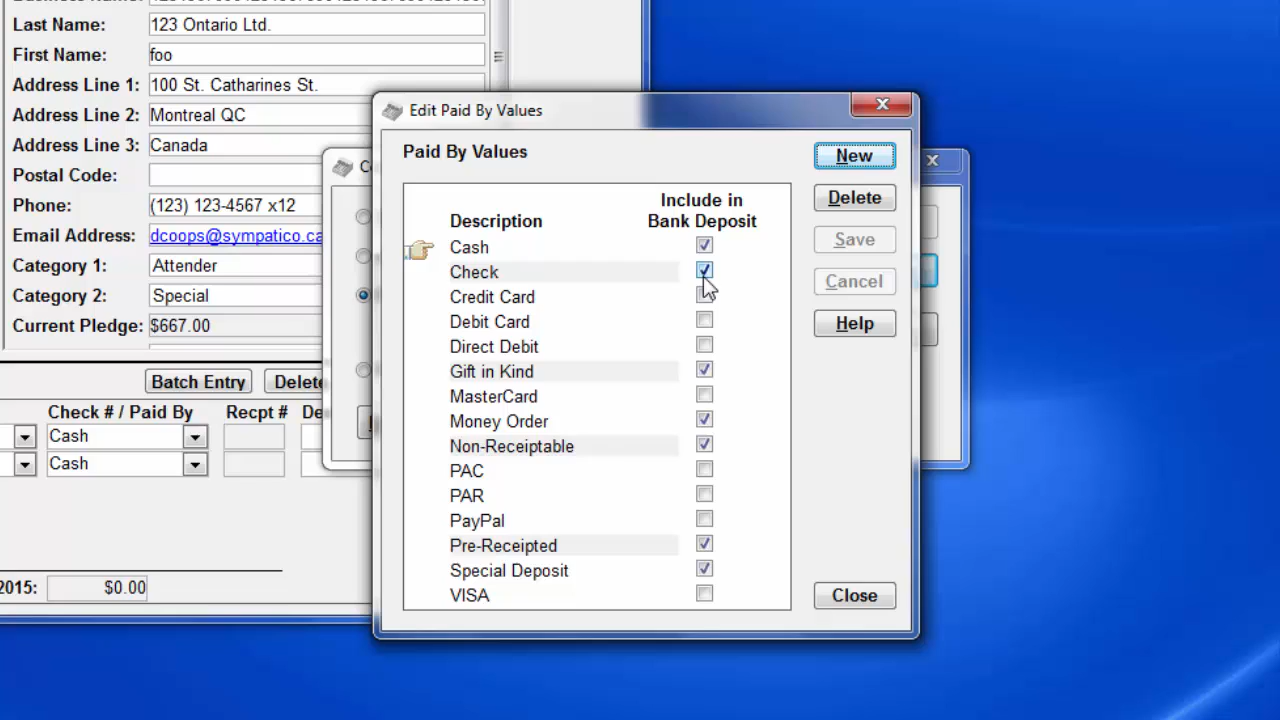 Last Name: 123 Ontario Ltd.
First Name: foo
Address Line 1: 100 St. Catharines St.
Address Line 2: Montreal QC
Address Line 3: Canada
Postal Code:
Phone: (123) 123-4567 x12
Email Address: dcoops@sympatico.ca
Category 1: Attender
Category 2: Special
Current Pledge: $667.00
Batch Entry Delete
Check # / Paid By Recpt # De
Cash
Cash
2015: $0.00
Edit Paid By Values
Paid By Values
Include in
Description Bank Deposit
Cash
Check
Credit Card
Debit Card
Direct Debit
Gift in Kind
MasterCard
Money Order
Non-Receiptable
PAC
PAR
PayPal
Pre-Receipted
Special Deposit
VISA
New
Delete
Save
Cancel
Help
Close